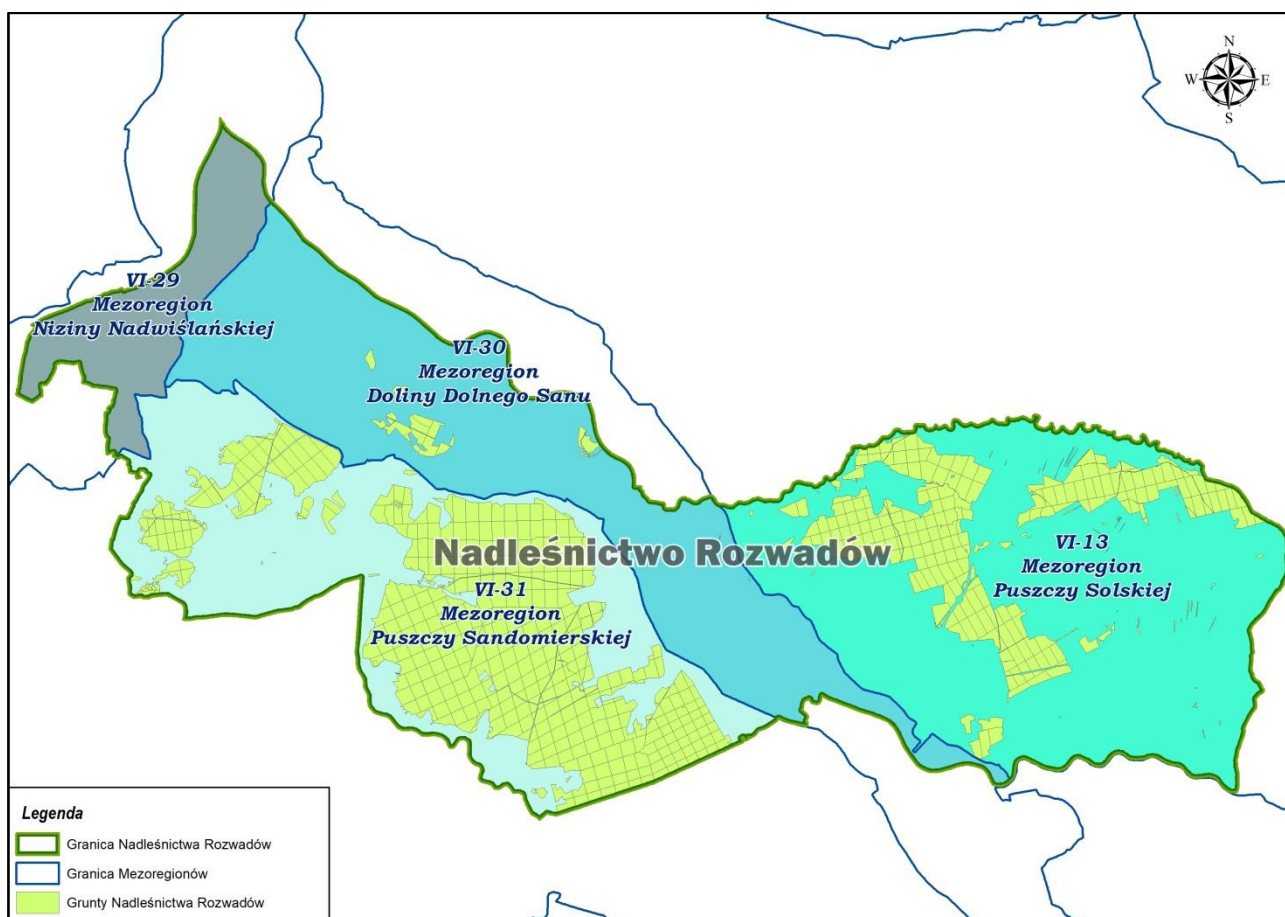 N
W E
S
VI-29
Mezoregion
Niziny Nadwiślańskiej
VI-30
Mezoregion
Doliny Dolnego Sanu
Nadleśnictwo Rozwadów
VI-31
Mezoregion
Puszczy Sandomierskiej
VI-13
Mezoregion
Puszczy Solskiej
Legenda
Granica Nadleśnictwa Rozwadów
Granica Mezoregionów
Grunty Nadleśnictwa Rozwadów